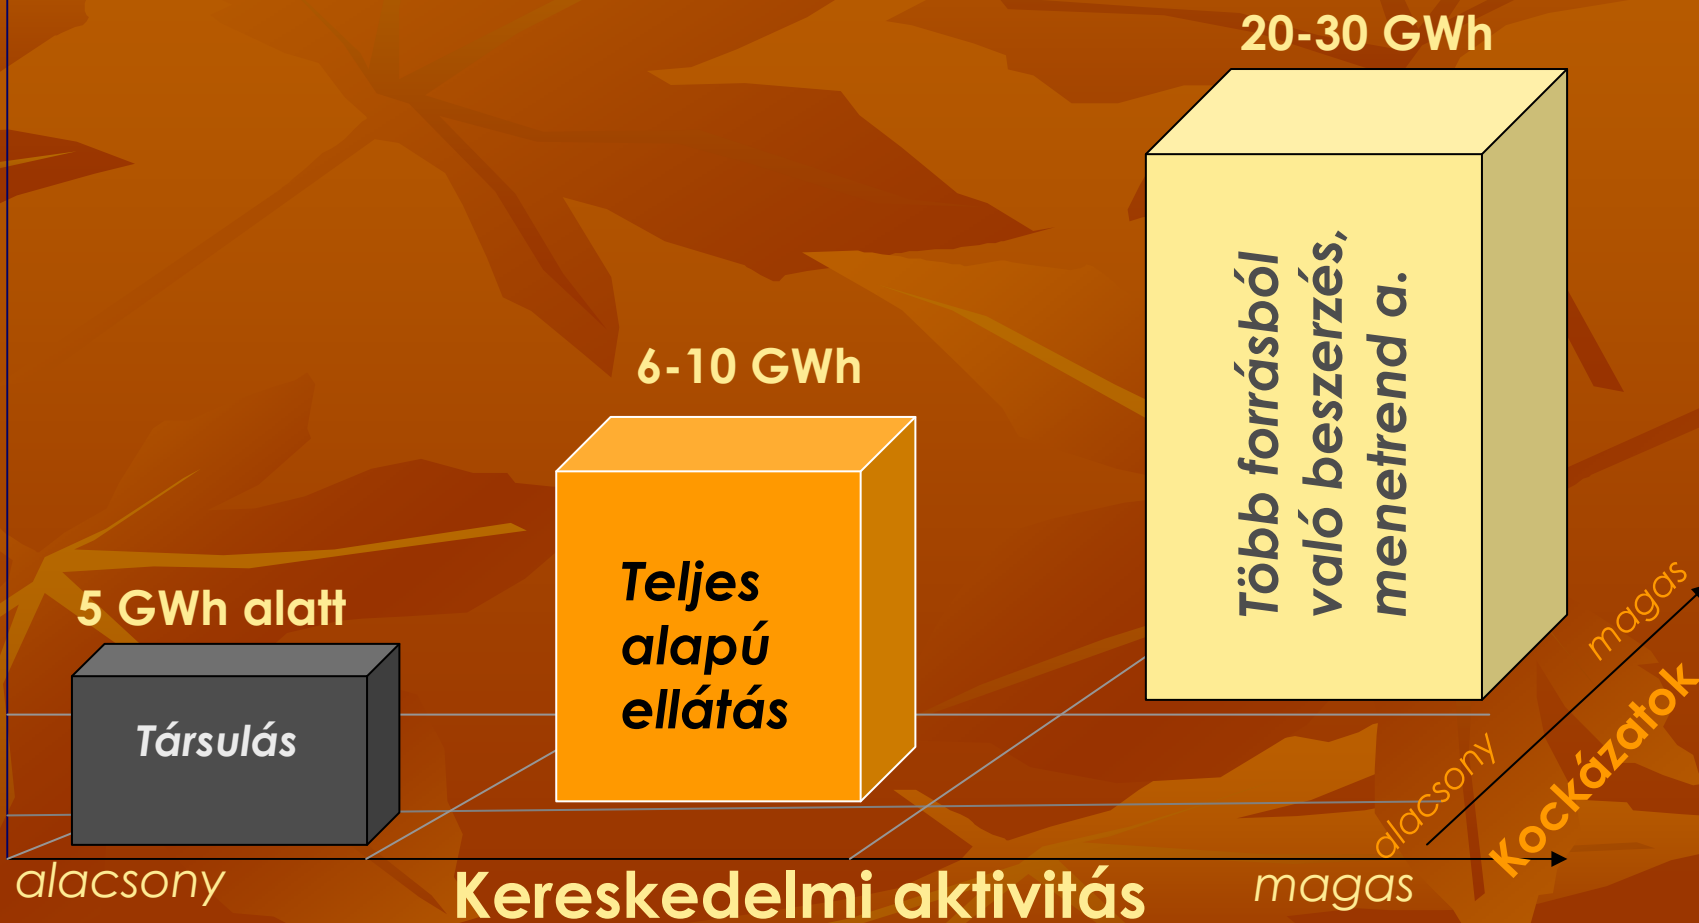 20-30 GWh
Több forrásból
való beszerzés,
menetrend a.
6-10 GWh
Teljes
alapú
ellátás
5 GWh alatt
Társulás
magas
alacsony
Kockázatok
alacsony
Kereskedelmi aktivitás
magas